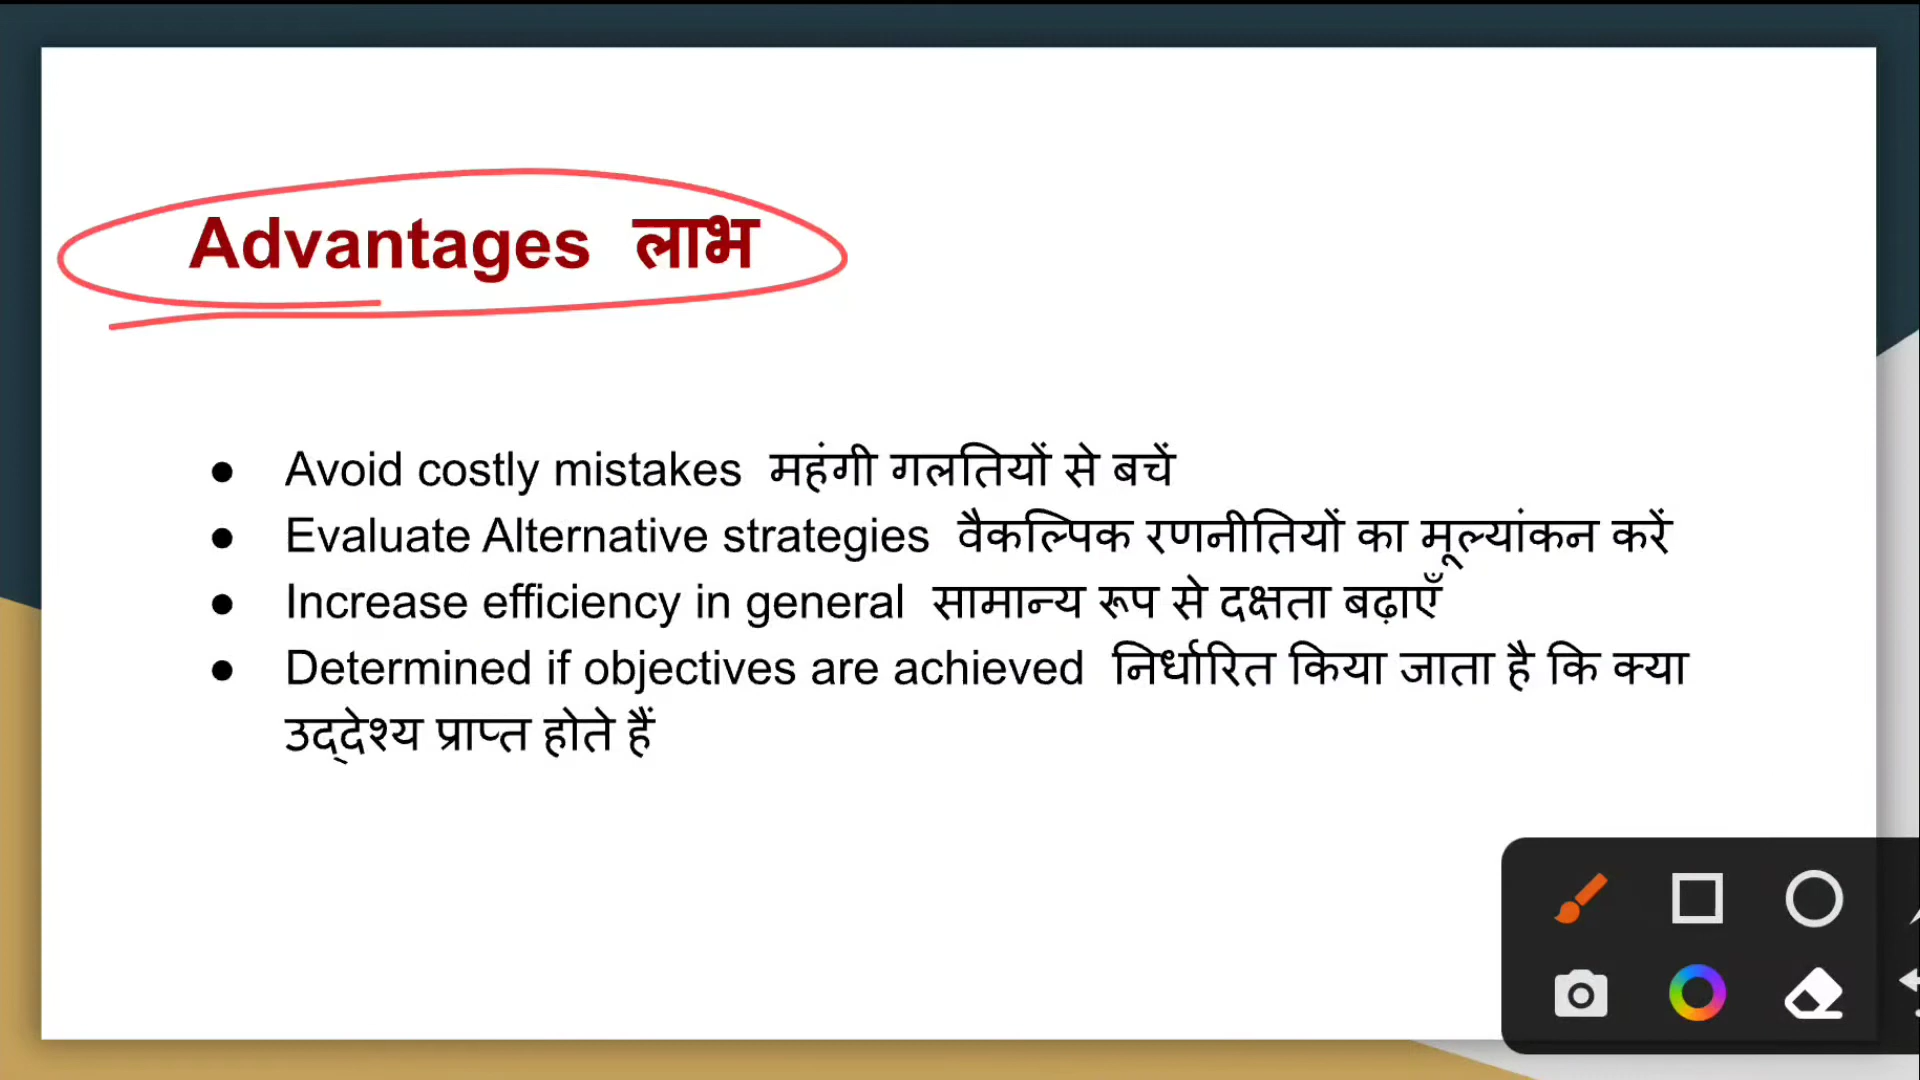 Advantages लाभ
● Avoid costly mistakes महंगी गलतियों से बचें
● Evaluate Alternative strategies वैकल्पिक रणनीतियों का मूल्यांकन करें
● Increase efficiency in general सामान्य रूप से दक्षता बढ़ाएँ
● Determined if objectives are achieved निर्धारित किया जाता है कि क्या
उद्देश्य प्राप्त होते हैं